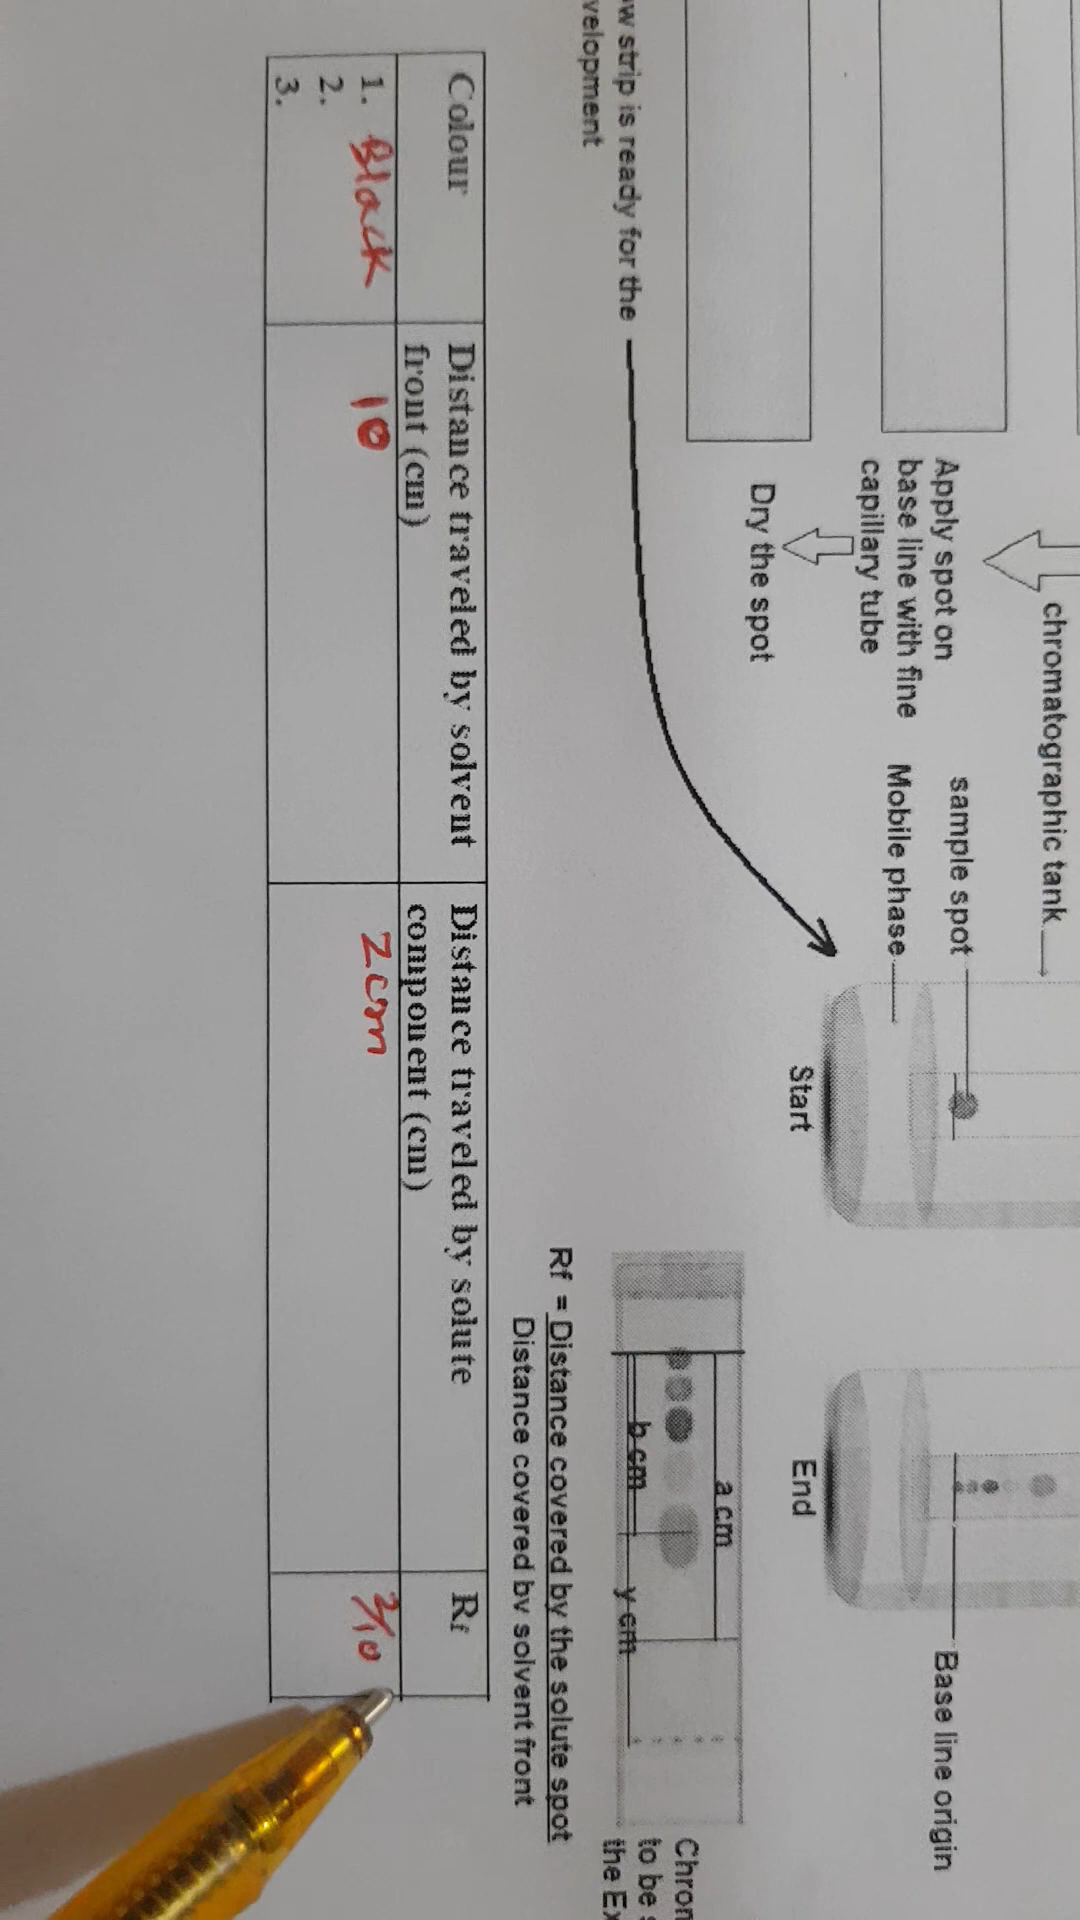 chromatographic tank
Apply spot on
base line with fine
capillary tube
sample spot
Mobile phase
Base line origin
Dry the spot
Start
End
w strip is ready for the
velopment
a cm
b cm
y cm
Chrom
to be
the Ex
Rf = Distance covered by the solute spot
Distance covered by solvent front
Colour
Distance traveled by solvent
front (cm)
Distance traveled by solute
component (cm)
Rf
1. Black
10
2cm
2/10
2.
3.